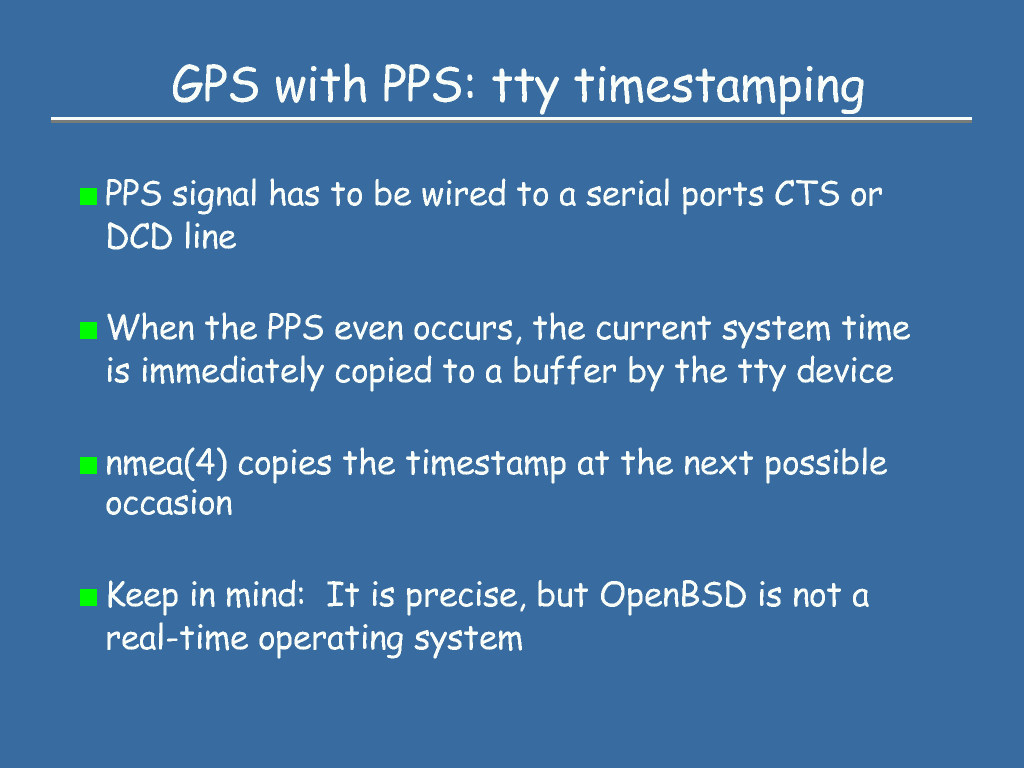 GPS with PPS: tty timestamping
PPS signal has to be wired to a serial ports CTS or
DCD line
When the PPS even occurs, the current system time
is immediately copied to a buffer by the tty device
nmea(4) copies the timestamp at the next possible
occasion
Keep in mind:  It is precise, but OpenBSD is not a
real-time operating system